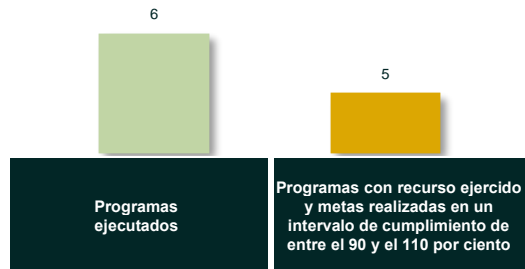 6
5
Programas
ejecutados
Programas con recurso ejercido
y metas realizadas en un
intervalo de cumplimiento de
entre el 90 y el 110 por ciento